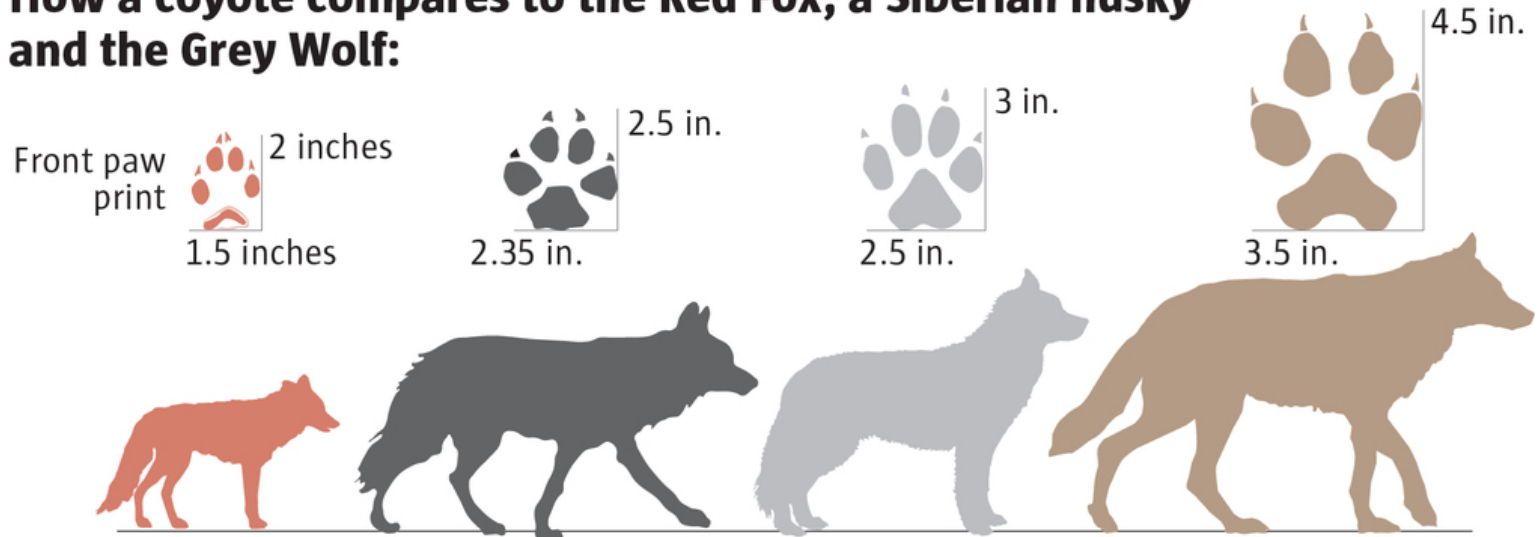 How a coyote compares to the Red Fox, a Siberian husky
and the Grey Wolf:
4.5 in.
3 in.
2.5 in.
2 inches
Front paw
print
1.5 inches
2.35 in.
2.5 in.
3.5 in.